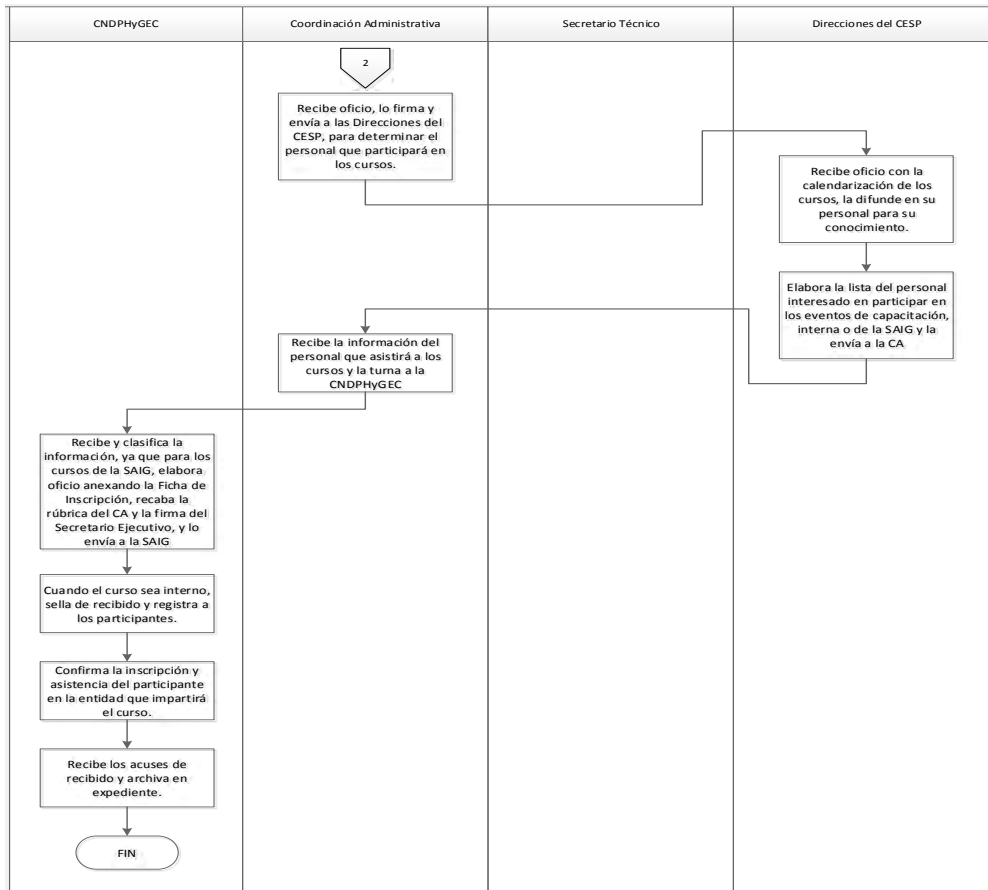 CNDPHyGEC
Coordinación Administrativa
Secretario Técnico
Direcciones del CESP
2
Recibe oficio, lo firma y
envía a las Direcciones del
CESP, para determinar el
personal que participará en
los cursos.
Recibe oficio con la
calendarización de los
cursos, la difunde en su
personal para su
conocimiento.
Elabora la lista del personal
interesado en participar en
los eventos de capacitación,
interna o de la SAIG y la
envía a la CA
Recibe la información del
personal que asistirá a los
cursos y la turna a la
CNDPHyGEC
Recibe y clasifica la
información, ya que para los
cursos de la SAIG, elabora
oficio anexando la Ficha de
Inscripción, recaba la
rúbrica del CA y la firma del
Secretario Ejecutivo, y lo
envía a la SAIG
Cuando el curso sea interno,
sella de recibido y registra a
los participantes.
Confirma la inscripción y
asistencia del participante
en la entidad que impartirá
el curso.
Recibe los acuses de
recibido y archiva en
expediente.
FIN